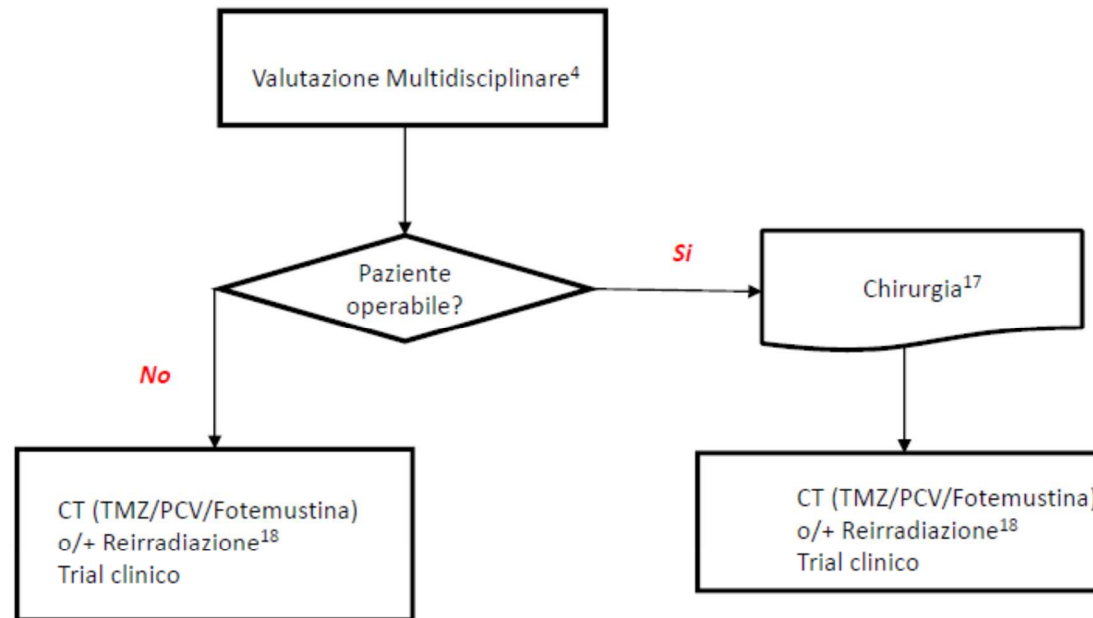 Valutazione Multidisciplinare⁴
Paziente
operabile?
Si
Chirurgia¹⁷
No
CT (TMZ/PCV/Fotemustina)
o/+ Reirradiazione¹⁸
Trial clinico
CT (TMZ/PCV/Fotemustina)
o/+ Reirradiazione¹⁸
Trial clinico